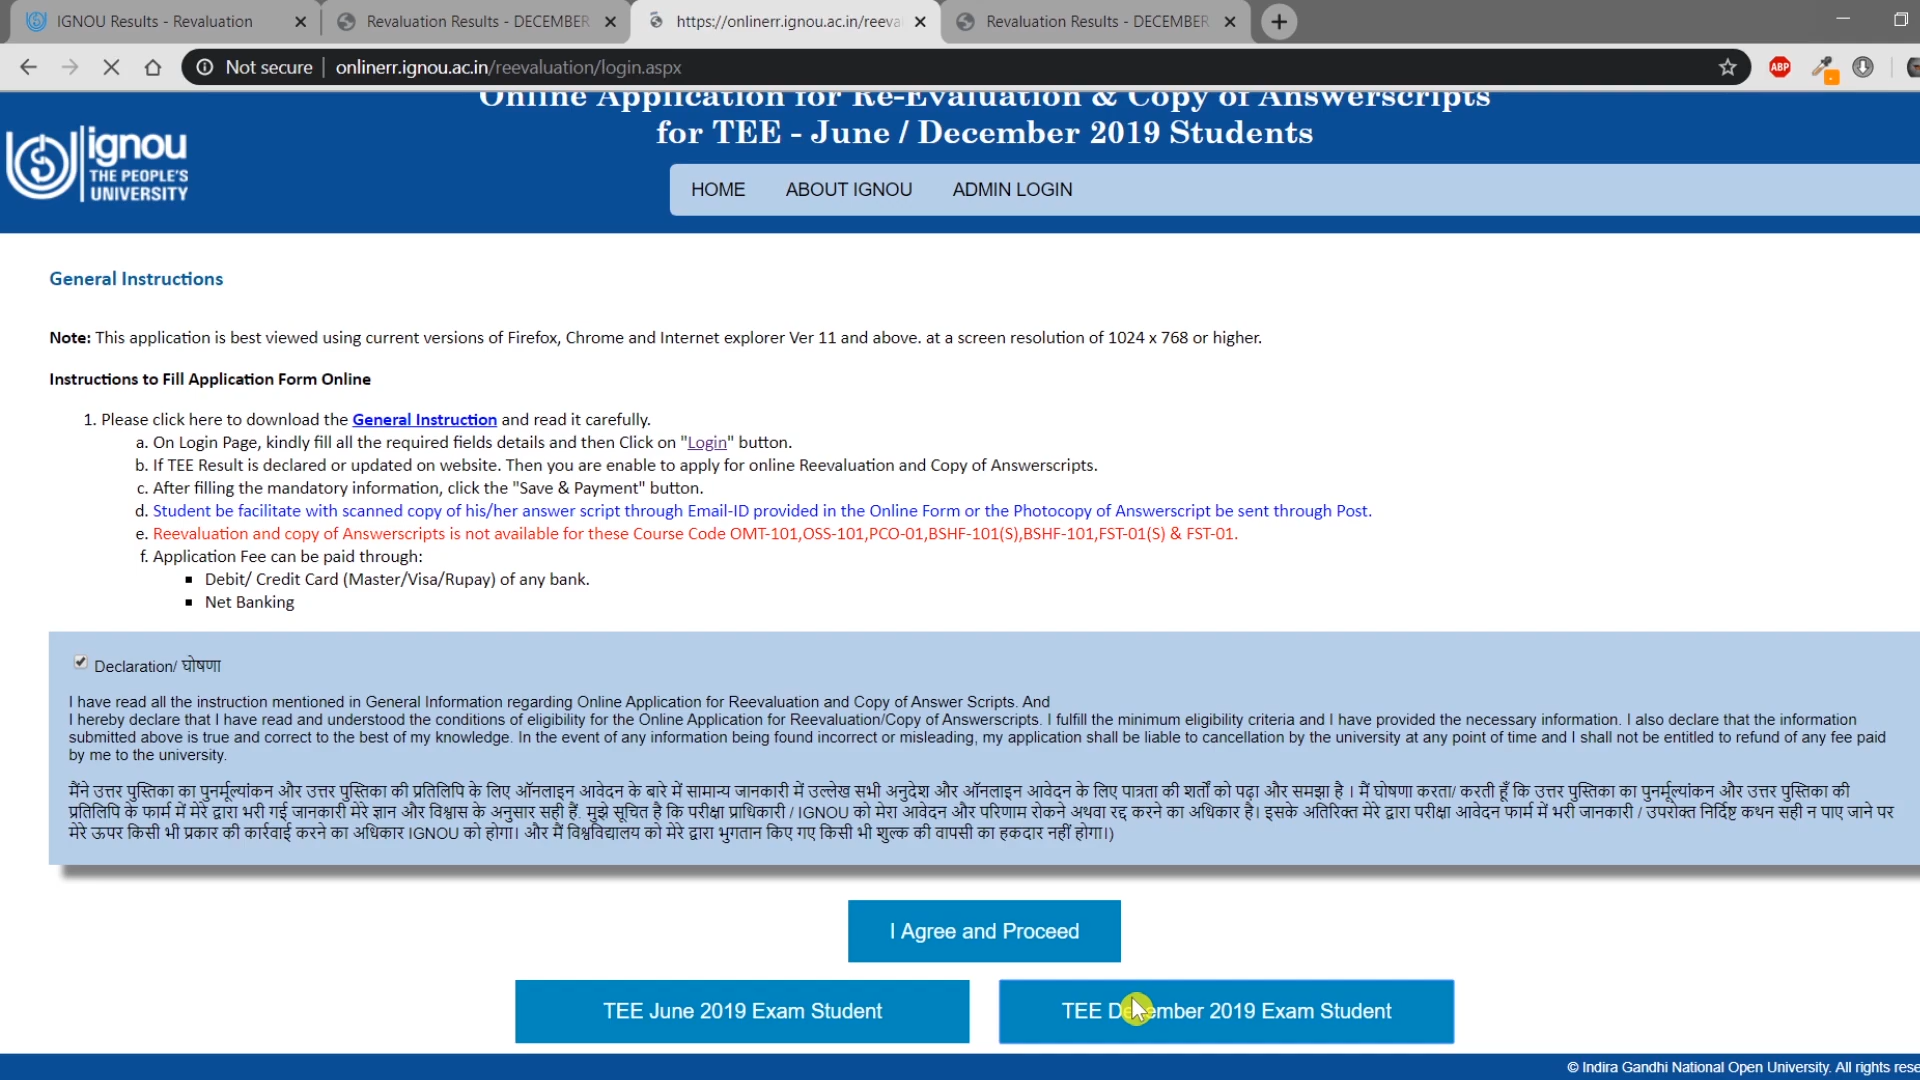 IGNOU Results - Revaluation
Revaluation Results - DECEMBER
https://onlinerr.ignou.ac.in/reeva
Revaluation Results - DECEMBER
Not secure | onlinerr.ignou.ac.in/reevaluation/login.aspx
ABP
Online Application for Re-Evaluation & Copy of Answerscripts
for TEE - June / December 2019 Students
ignou
THE PEOPLE'S
UNIVERSITY
HOME ABOUT IGNOU ADMIN LOGIN
General Instructions
Note: This application is best viewed using current versions of Firefox, Chrome and Internet explorer Ver 11 and above. at a screen resolution of 1024 x 768 or higher.
Instructions to Fill Application Form Online
1. Please click here to download the General Instruction and read it carefully.
a. On Login Page, kindly fill all the required fields details and then Click on "Login" button.
b. If TEE Result is declared or updated on website. Then you are enable to apply for online Reevaluation and Copy of Answerscripts.
c. After filling the mandatory information, click the "Save & Payment" button.
d. Student be facilitate with scanned copy of his/her answer script through Email-ID provided in the Online Form or the Photocopy of Answerscript be sent through Post.
e. Reevaluation and copy of Answerscripts is not available for these Course Code OMT-101,OSS-101,PCO-01,BSHF-101(S),BSHF-101,FST-01(S) & FST-01.
f. Application Fee can be paid through:
Debit/ Credit Card (Master/Visa/Rupay) of any bank.
Net Banking
Declaration/ घोषणा
I have read all the instruction mentioned in General Information regarding Online Application for Reevaluation and Copy of Answer Scripts. And
I hereby declare that I have read and understood the conditions of eligibility for the Online Application for Reevaluation/Copy of Answerscripts. I fulfill the minimum eligibility criteria and I have provided the necessary information. I also declare that the information
submitted above is true and correct to the best of my knowledge. In the event of any information being found incorrect or misleading, my application shall be liable to cancellation by the university at any point of time and I shall not be entitled to refund of any fee paid
by me to the university.
मैंने उत्तर पुस्तिका का पुनर्मूल्यांकन और उत्तर पुस्तिका की प्रतिलिपि के लिए ऑनलाइन आवेदन के बारे में सामान्य जानकारी में उल्लेख सभी अनुदेश और ऑनलाइन आवेदन के लिए पात्रता की शर्तों को पढ़ा और समझा है । मैं घोषणा करता/ करती हूँ कि उत्तर पुस्तिका का पुनर्मूल्यांकन और उत्तर पुस्तिका की
प्रतिलिपि के फार्म में मेरे द्वारा भरी गई जानकारी मेरे ज्ञान और विश्वास के अनुसार सही हैं. मुझे सूचित है कि परीक्षा प्राधिकारी / IGNOU को मेरा आवेदन और परिणाम रोकने अथवा रद्द करने का अधिकार है। इसके अतिरिक्त मेरे द्वारा परीक्षा आवेदन फार्म में भरी जानकारी / उपरोक्त निर्दिष्ट कथन सही न पाए जाने पर
मेरे ऊपर किसी भी प्रकार की कार्रवाई करने का अधिकार IGNOU को होगा। और मैं विश्वविद्यालय को मेरे द्वारा भुगतान किए गए किसी भी शुल्क की वापसी का हकदार नहीं होगा।)
I Agree and Proceed
TEE June 2019 Exam Student
TEE December 2019 Exam Student
© Indira Gandhi National Open University. All rights rese